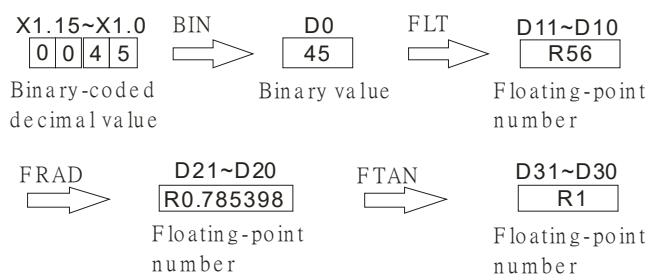 X1.15~X1.0 BIN D0 FLT D11~D10
0 0 4 5 45 R56
Binary-coded Binary value Floating-point
decimal value number
FRAD D21~D20 FTAN D31~D30
R0.785398 R1
Floating-point Floating-point
number number